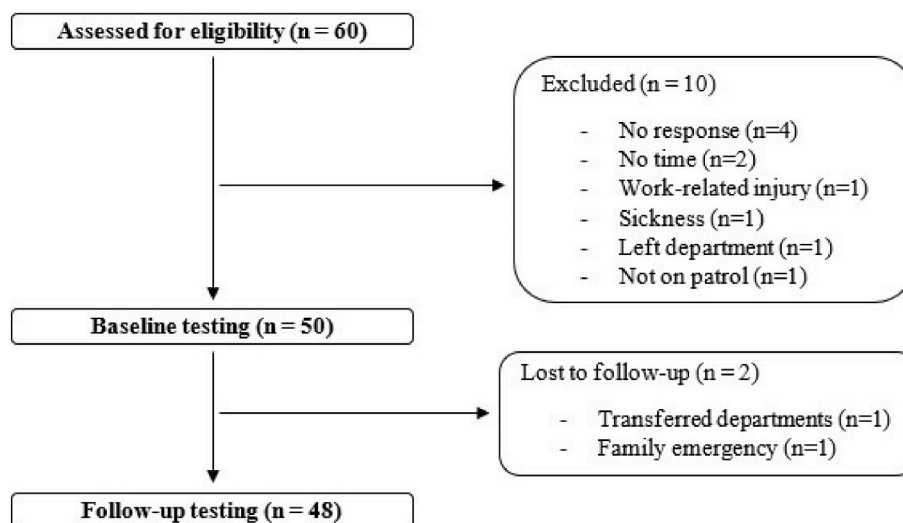 Assessed for eligibility (n = 60)
Excluded (n = 10)
- No response (n=4)
- No time (n=2)
- Work-related injury (n=1)
- Sickness (n=1)
- Left department (n=1)
- Not on patrol (n=1)
Baseline testing (n = 50)
Lost to follow-up (n = 2)
- Transferred departments (n=1)
- Family emergency (n=1)
Follow-up testing (n = 48)